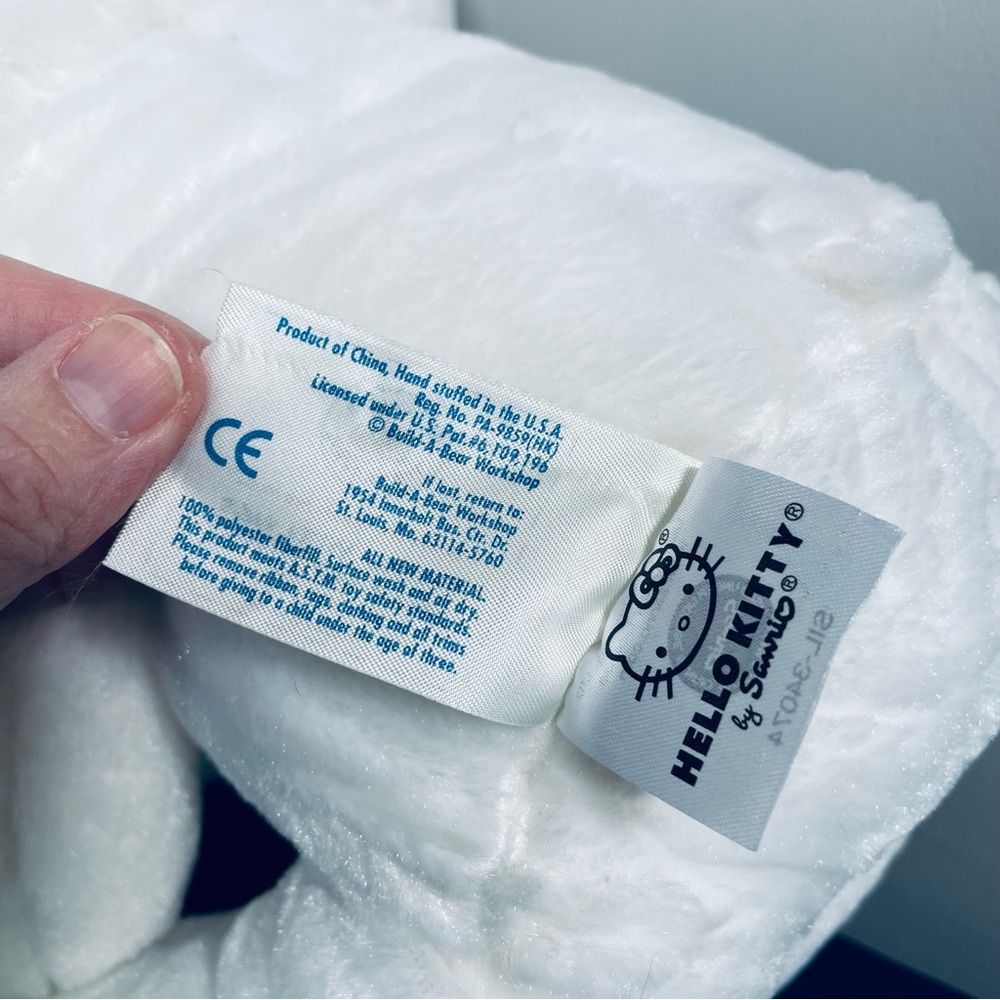 Product of China, Hand stuffed in the U.S.A.
Reg. No. PA-9859(HK)
Licensed under U.S. Pat.#6,109,196
© Build-A-Bear Workshop
CE
If lost, return to:
Build-A-Bear Workshop
1954 Innerbelt Bus. Ctr. Dr.
St. Louis, Mo. 63114-5760
ALL NEW MATERIAL
100% polyester fiberfill. Surface wash and air dry
This product meets A.S.T.M. toy safety standards.
Please remove ribbons, tags, clothing and all trims
before giving to a child under the age of three.
HELLO KITTY®
by Sanrio®
SIL-34074